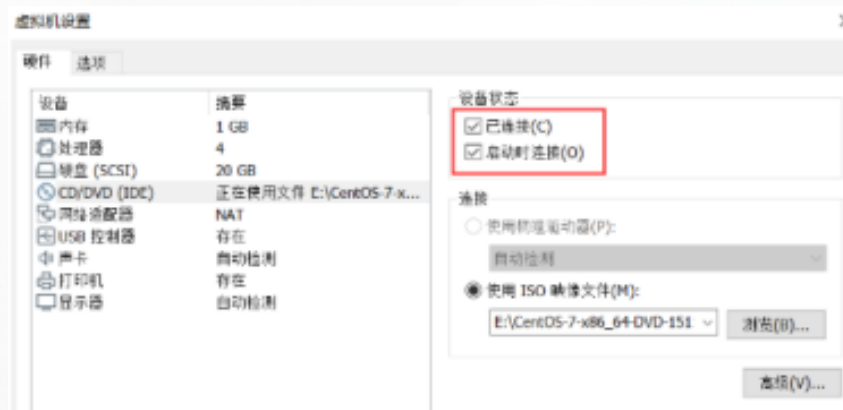 虚拟机设置
硬件 选项
设备 摘要
内存 1 GB
处理器 4
硬盘 (SCSI) 20 GB
CD/DVD (IDE) 正在使用文件 E:\CentOS-7-x...
网络适配器 NAT
USB 控制器 存在
声卡 自动检测
打印机 存在
显示器 自动检测
设备状态
已连接(C)
启动时连接(O)
连接
使用物理驱动器(P):
自动检测
使用 ISO 映像文件(M):
E:\CentOS-7-x86_64-DVD-151 浏览(B)...
高级(V)...